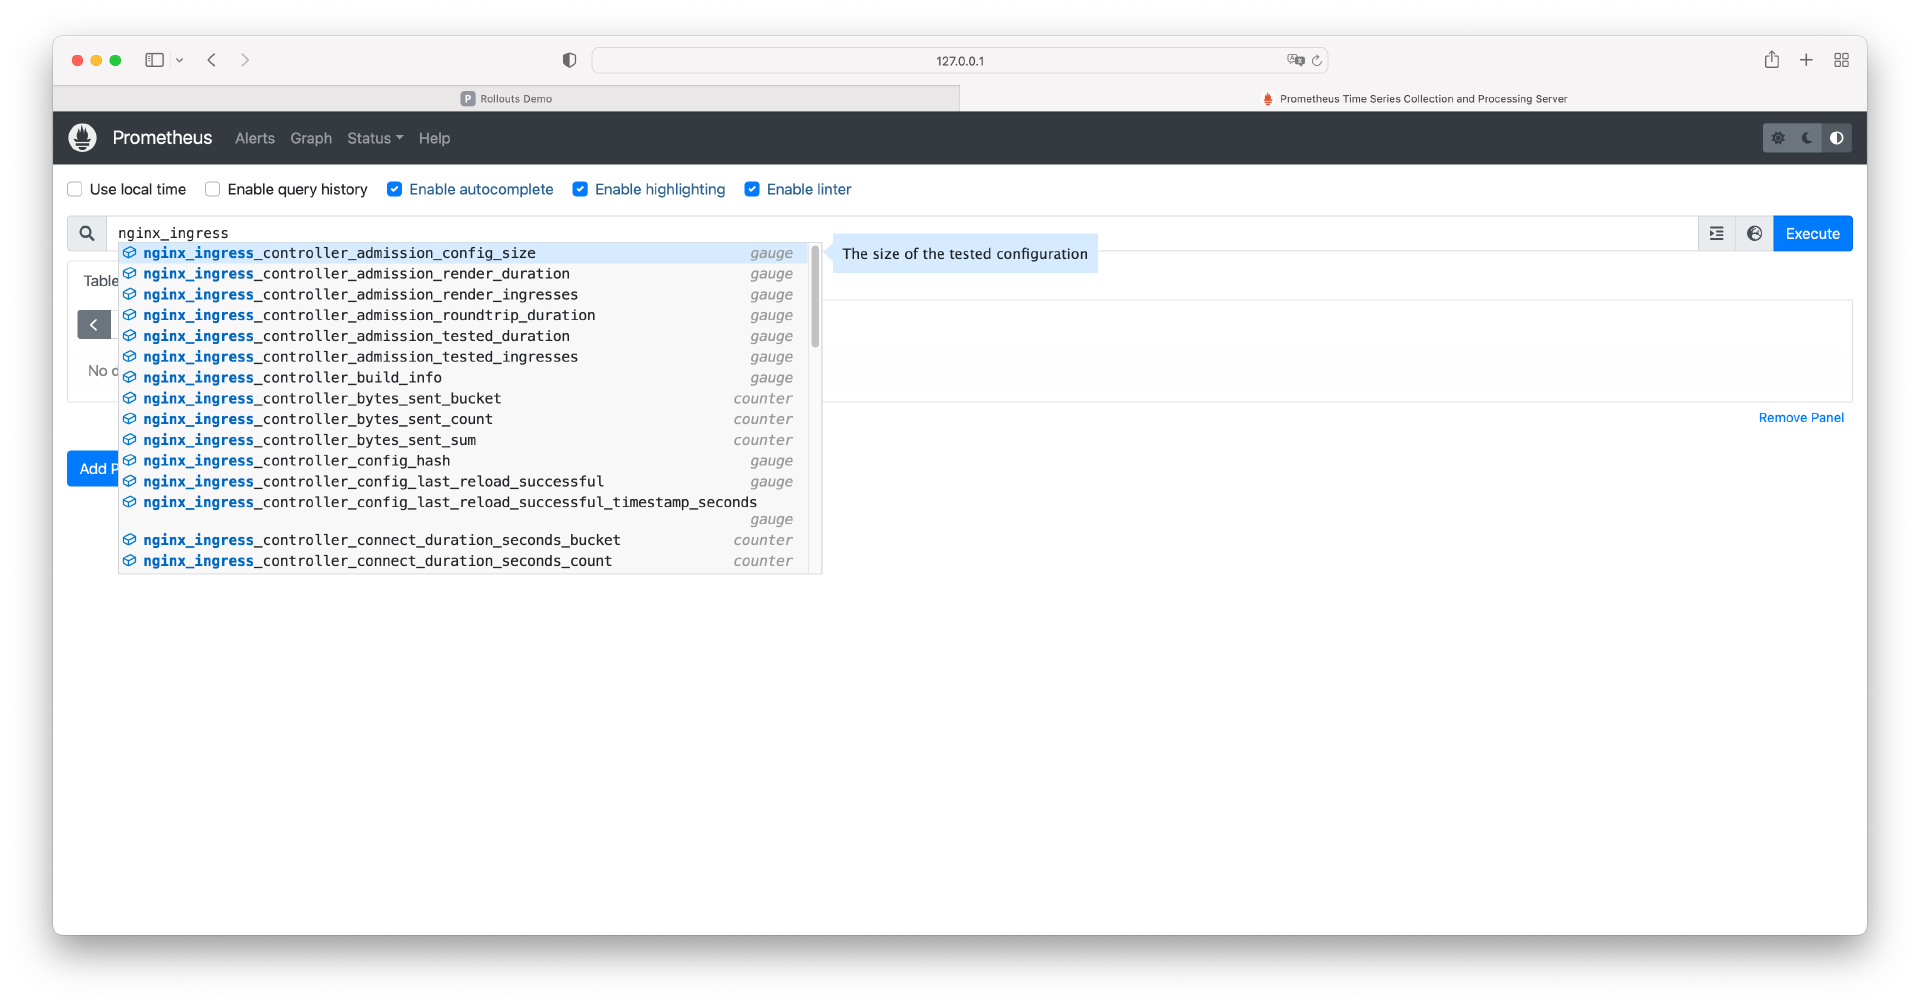 127.0.0.1
P Rollouts Demo
Prometheus Time Series Collection and Processing Server
Prometheus Alerts Graph Status Help
Use local time Enable query history Enable autocomplete Enable highlighting Enable linter
nginx_ingress
Execute
nginx_ingress_controller_admission_config_size gauge
The size of the tested configuration
nginx_ingress_controller_admission_render_duration gauge
Table
nginx_ingress_controller_admission_render_ingresses gauge
nginx_ingress_controller_admission_roundtrip_duration gauge
nginx_ingress_controller_admission_tested_duration gauge
nginx_ingress_controller_admission_tested_ingresses gauge
No d
nginx_ingress_controller_build_info gauge
nginx_ingress_controller_bytes_sent_bucket counter
nginx_ingress_controller_bytes_sent_count counter
Remove Panel
nginx_ingress_controller_bytes_sent_sum counter
nginx_ingress_controller_config_hash gauge
Add P
nginx_ingress_controller_config_last_reload_successful gauge
nginx_ingress_controller_config_last_reload_successful_timestamp_seconds
gauge
nginx_ingress_controller_connect_duration_seconds_bucket counter
nginx_ingress_controller_connect_duration_seconds_count counter